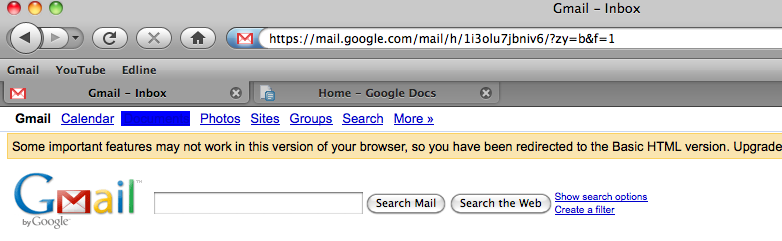 Gmail – Inbox
https://mail.google.com/mail/h/1i3olu7jbniv6/?zy=b&f=1
Gmail YouTube Edline
Gmail – Inbox Home – Google Docs
Gmail Calendar Photos Sites Groups Search More »
Some important features may not work in this version of your browser, so you have been redirected to the Basic HTML version. Upgrade
Gmail™ Search Mail Search the Web Show search options
by Google™ Create a filter